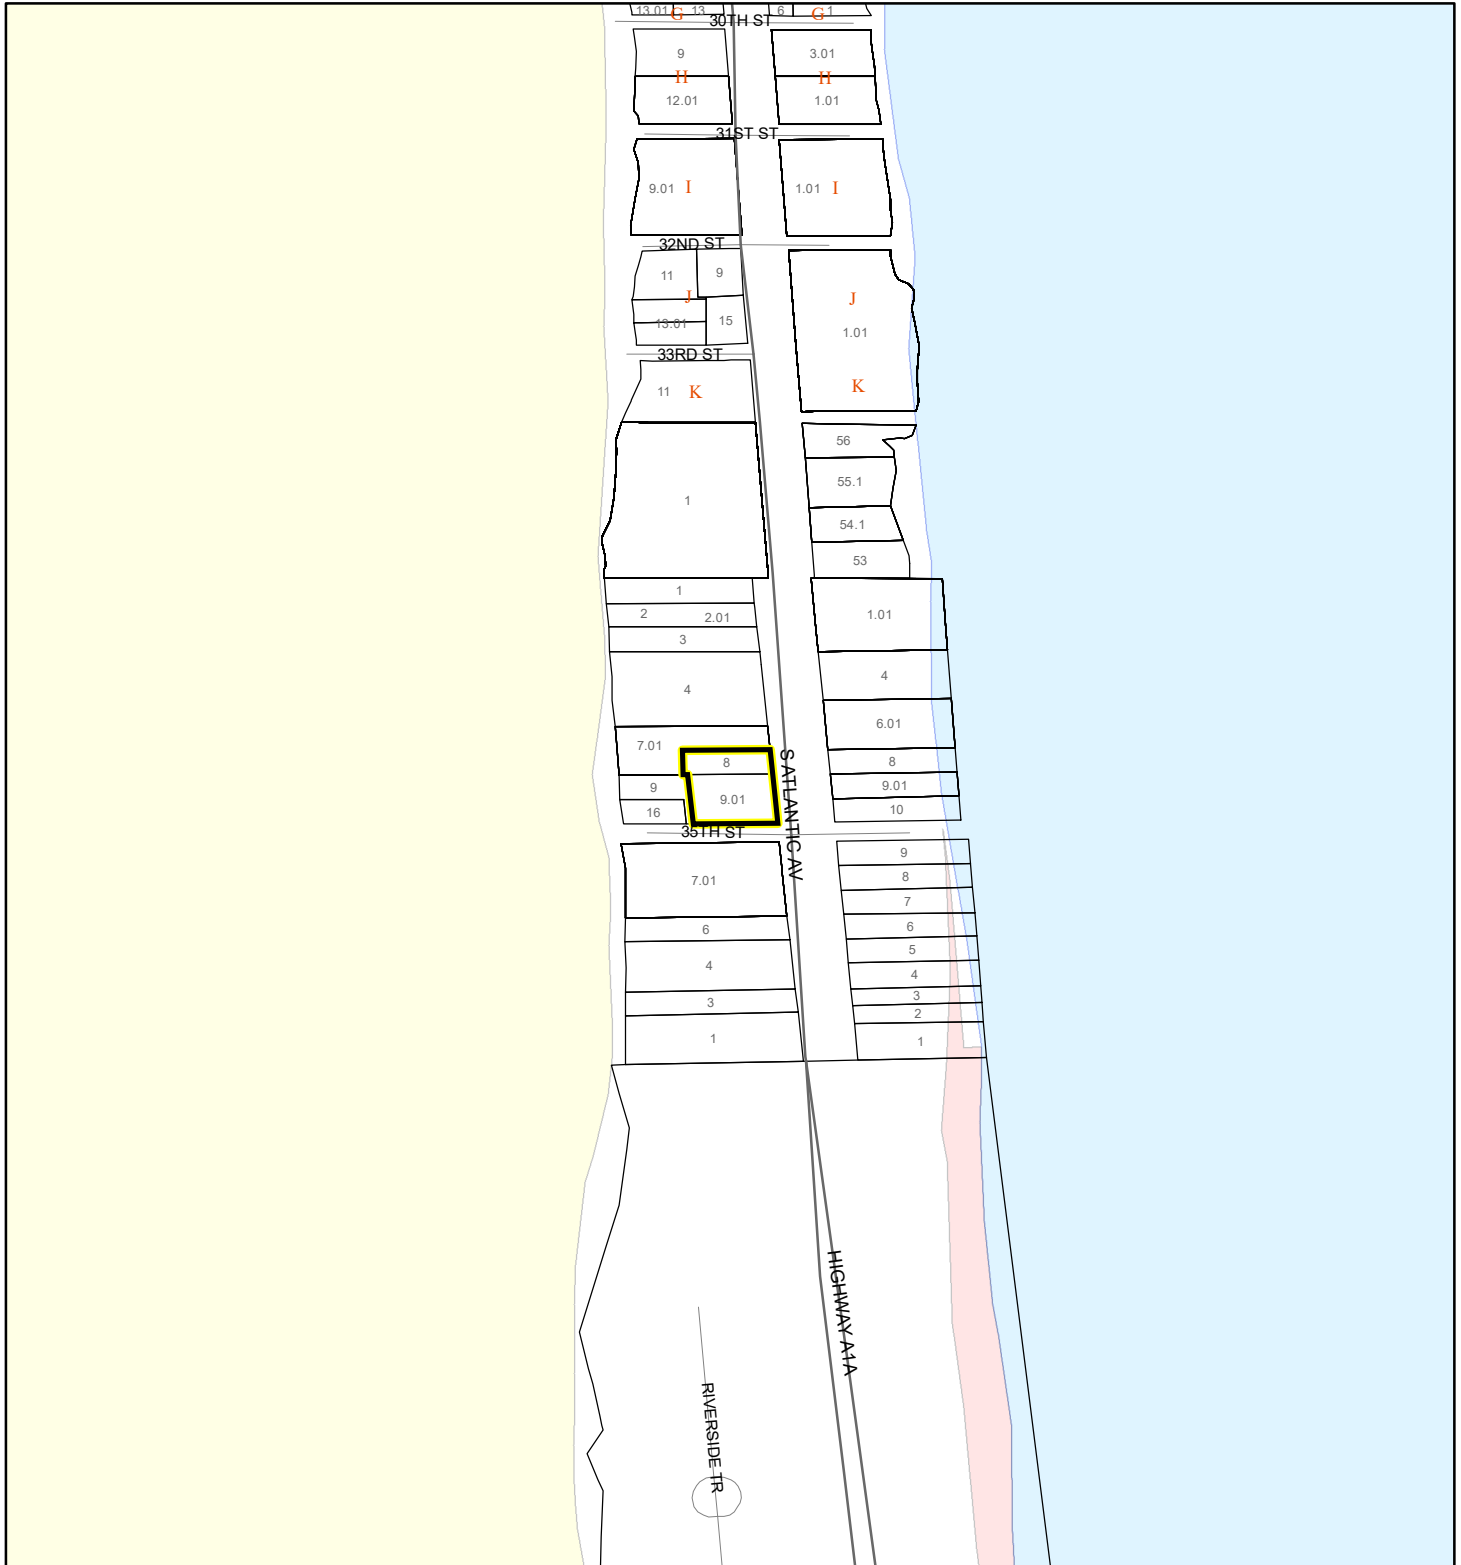 13.01 G 13 6 G 1
30TH ST
9 3.01
H H
12.01 1.01
31ST ST
9.01 I 1.01 I
32ND ST
11 9
J J
13.01 15 1.01
33RD ST
11 K K
56
55.1
1
54.1
53
1
2 2.01 1.01
3
4 4
6.01
7.01
8 8
9 9.01 9.01
16 10
35TH ST
S ATLANTIC AV
9
7.01 8
7
6 6
5
4 4
3 3
2
1 1
HIGHWAY A1A
RIVERSIDE TR